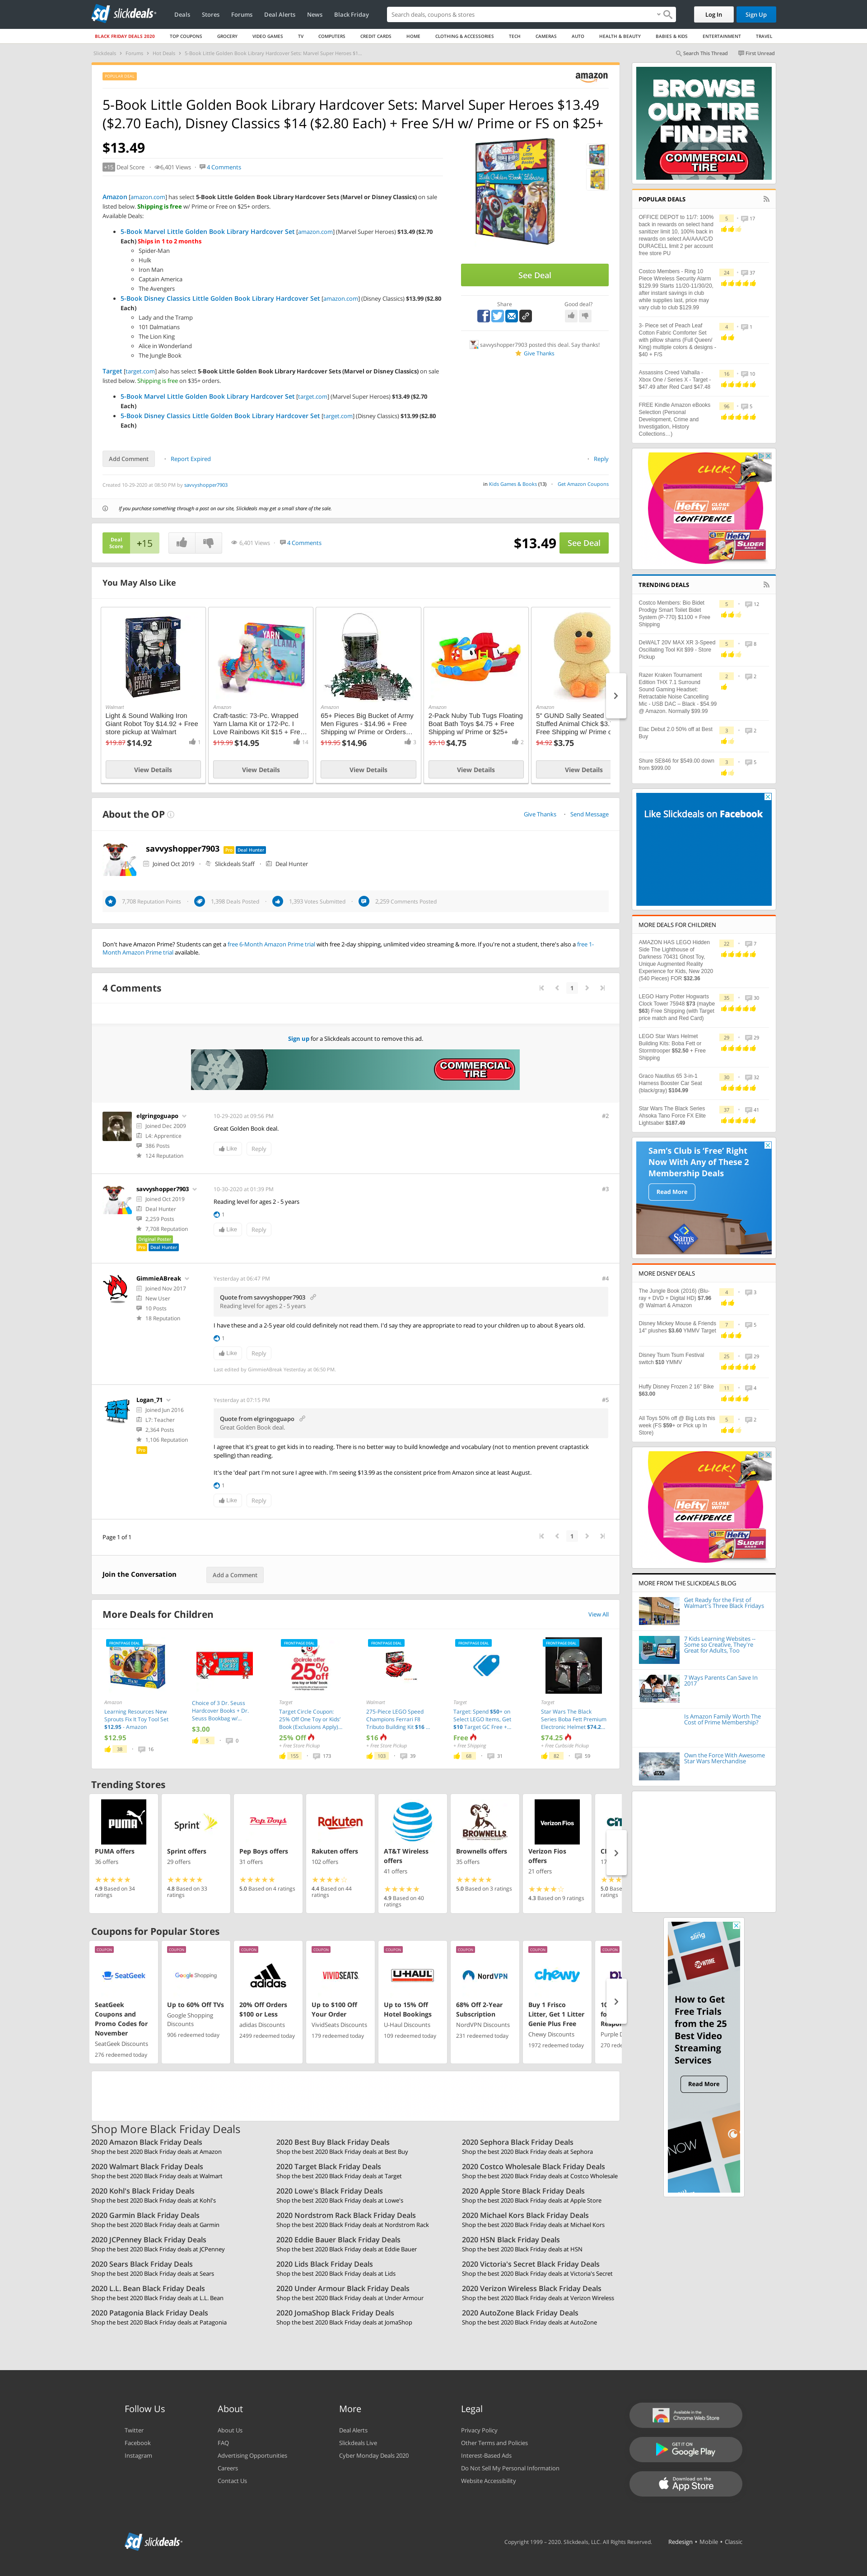 slickdeals
Deals Stores Forums Deal Alerts News Black Friday
Search deals, coupons & stores
Log In Sign Up
BLACK FRIDAY DEALS 2020 TOP COUPONS GROCERY VIDEO GAMES TV COMPUTERS CREDIT CARDS HOME CLOTHING & ACCESSORIES TECH CAMERAS AUTO HEALTH & BEAUTY BABIES & KIDS ENTERTAINMENT TRAVEL
Slickdeals Forums Hot Deals 5-Book Little Golden Book Library Hardcover Sets: Marvel Super Heroes $1...
Search This Thread First Unread
POPULAR DEAL
amazon
5-Book Little Golden Book Library Hardcover Sets: Marvel Super Heroes $13.49
($2.70 Each), Disney Classics $14 ($2.80 Each) + Free S/H w/ Prime or FS on $25+
$13.49
+15 Deal Score 6,401 Views 4 Comments
Amazon [amazon.com] has select 5-Book Little Golden Book Library Hardcover Sets (Marvel or Disney Classics) on sale
listed below. Shipping is free w/ Prime or on $25+ orders.
Available Deals:
5-Book Marvel Little Golden Book Library Hardcover Set [amazon.com] (Marvel Super Heroes) $13.49 ($2.70
Each) Ships in 1 to 2 months
Spider-Man
Hulk
Iron Man
Captain America
The Avengers
5-Book Disney Classics Little Golden Book Library Hardcover Set [amazon.com] (Disney Classics) $13.99 ($2.80
Each)
Lady and the Tramp
101 Dalmatians
The Lion King
Alice in Wonderland
The Jungle Book
Target [target.com] also has select 5-Book Little Golden Book Library Hardcover Sets (Marvel or Disney Classics) on sale
listed below. Shipping is free on $35+ orders.
5-Book Marvel Little Golden Book Library Hardcover Set [target.com] (Marvel Super Heroes) $13.49 ($2.70
Each)
5-Book Disney Classics Little Golden Book Library Hardcover Set [target.com] (Disney Classics) $13.99 ($2.80
Each)
See Deal
Share Good deal?
savvyshopper7903 posted this deal. Say thanks!
Give Thanks
Add Comment Report Expired Reply
Created 10-29-2020 at 08:50 PM by savvyshopper7903
in Kids Games & Books (13) Get Amazon Coupons
If you purchase something through a post on our site, Slickdeals may get a small share of the sale.
Deal Score +15 6,401 Views 4 Comments $13.49 See Deal
You May Also Like
Walmart
Light & Sound Walking Iron
Giant Robot Toy $14.92 + Free
store pickup at Walmart
$19.87 $14.92 1
View Details
Amazon
Craft-tastic: 73-Pc. Wrapped
Yarn Llama Kit or 172-Pc. I
Love Rainbows Kit $15 + Fre...
$19.99 $14.95 14
View Details
Amazon
65+ Pieces Big Bucket of Army
Men Figures - $14.96 + Free
Shipping w/ Prime or Orders...
$19.95 $14.96 3
View Details
Amazon
2-Pack Nuby Tub Tugs Floating
Boat Bath Toys $4.75 + Free
Shipping w/ Prime or $25+
$9.10 $4.75 2
View Details
Amazon
5" GUND Sally Seated
Stuffed Animal Chick $3.
Free Shipping w/ Prime o
$4.92 $3.75
View Details
About the OP
Give Thanks Send Message
savvyshopper7903 Pro Deal Hunter
Joined Oct 2019 Slickdeals Staff Deal Hunter
7,708 Reputation Points 1,398 Deals Posted 1,393 Votes Submitted 2,259 Comments Posted
Don't have Amazon Prime? Students can get a free 6-Month Amazon Prime trial with free 2-day shipping, unlimited video streaming & more. If you're not a student, there's also a free 1-
Month Amazon Prime trial available.
4 Comments
1
Sign up for a Slickdeals account to remove this ad.
COMMERCIAL TIRE
elgringoguapo
Joined Dec 2009
L4: Apprentice
386 Posts
124 Reputation
10-29-2020 at 09:56 PM #2
Great Golden Book deal.
Like Reply
savvyshopper7903
Joined Oct 2019
Deal Hunter
2,259 Posts
7,708 Reputation
Original Poster
Pro Deal Hunter
10-30-2020 at 01:39 PM #3
Reading level for ages 2 - 5 years
1
Like Reply
GimmieABreak
Joined Nov 2017
New User
10 Posts
18 Reputation
Yesterday at 06:47 PM #4
Quote from savvyshopper7903
Reading level for ages 2 - 5 years
I have these and a 2-5 year old could definitely not read them. I'd say they are appropriate to read to your children up to about 8 years old.
1
Like Reply
Last edited by GimmieABreak Yesterday at 06:50 PM.
Logan_71
Joined Jun 2016
L7: Teacher
2,364 Posts
1,106 Reputation
Pro
Yesterday at 07:15 PM #5
Quote from elgringoguapo
Great Golden Book deal.
I agree that it's great to get kids in to reading. There is no better way to build knowledge and vocabulary (not to mention prevent craptastick
spelling) than reading.
It's the 'deal' part I'm not sure I agree with. I'm seeing $13.99 as the consistent price from Amazon since at least August.
1
Like Reply
Page 1 of 1
1
Join the Conversation Add a Comment
More Deals for Children View All
FRONTPAGE DEAL
Amazon
Learning Resources New
Sprouts Fix It Toy Tool Set
$12.95 - Amazon
$12.95
38 16
Choice of 3 Dr. Seuss
Hardcover Books + Dr.
Seuss Bookbag w/...
$3.00
5 0
FRONTPAGE DEAL
@circle offer
25% off
Target
Target Circle Coupon:
25% Off One Toy or Kids'
Book (Exclusions Apply)...
25% Off
+ Free Store Pickup
155 173
FRONTPAGE DEAL
Walmart
275-Piece LEGO Speed
Champions Ferrari F8
Tributo Building Kit $16 ...
$16
+ Free Store Pickup
103 39
FRONTPAGE DEAL
Target
Target: Spend $50+ on
Select LEGO Items, Get
$10 Target GC Free +...
Free
+ Free Shipping
68 31
FRONTPAGE DEAL
Target
Star Wars The Black
Series Boba Fett Premium
Electronic Helmet $74.2...
$74.25
+ Free Curbside Pickup
82 59
Trending Stores
PUMA offers
36 offers
4.9 Based on 34
ratings
Sprint offers
29 offers
4.8 Based on 33
ratings
Pep Boys offers
31 offers
5.0 Based on 4 ratings
Rakuten offers
102 offers
4.4 Based on 44
ratings
AT&T Wireless
offers
41 offers
4.9 Based on 40
ratings
Brownells offers
35 offers
5.0 Based on 3 ratings
Verizon Fios
offers
21 offers
4.3 Based on 9 ratings
Coupons for Popular Stores
COUPON
SeatGeek
SeatGeek
Coupons and
Promo Codes for
November
SeatGeek Discounts
276 redeemed today
COUPON
Google Shopping
Up to 60% Off TVs
Google Shopping
Discounts
906 redeemed today
COUPON
adidas
20% Off Orders
$100 or Less
adidas Discounts
2499 redeemed today
COUPON
VIVIDSEATS
Up to $100 Off
Your Order
VividSeats Discounts
179 redeemed today
COUPON
U-HAUL
Up to 15% Off
Hotel Bookings
U-Haul Discounts
109 redeemed today
COUPON
NordVPN
68% Off 2-Year
Subscription
NordVPN Discounts
231 redeemed today
COUPON
chewy
Buy 1 Frisco
Litter, Get 1 Litter
Genie Plus Free
Chewy Discounts
1972 redeemed today
COUPON
Shop More Black Friday Deals
2020 Amazon Black Friday Deals
Shop the best 2020 Black Friday deals at Amazon
2020 Walmart Black Friday Deals
Shop the best 2020 Black Friday deals at Walmart
2020 Kohl's Black Friday Deals
Shop the best 2020 Black Friday deals at Kohl's
2020 Garmin Black Friday Deals
Shop the best 2020 Black Friday deals at Garmin
2020 JCPenney Black Friday Deals
Shop the best 2020 Black Friday deals at JCPenney
2020 Sears Black Friday Deals
Shop the best 2020 Black Friday deals at Sears
2020 L.L. Bean Black Friday Deals
Shop the best 2020 Black Friday deals at L.L. Bean
2020 Patagonia Black Friday Deals
Shop the best 2020 Black Friday deals at Patagonia
2020 Best Buy Black Friday Deals
Shop the best 2020 Black Friday deals at Best Buy
2020 Target Black Friday Deals
Shop the best 2020 Black Friday deals at Target
2020 Lowe's Black Friday Deals
Shop the best 2020 Black Friday deals at Lowe's
2020 Nordstrom Rack Black Friday Deals
Shop the best 2020 Black Friday deals at Nordstrom Rack
2020 Eddie Bauer Black Friday Deals
Shop the best 2020 Black Friday deals at Eddie Bauer
2020 Lids Black Friday Deals
Shop the best 2020 Black Friday deals at Lids
2020 Under Armour Black Friday Deals
Shop the best 2020 Black Friday deals at Under Armour
2020 JomaShop Black Friday Deals
Shop the best 2020 Black Friday deals at JomaShop
2020 Sephora Black Friday Deals
Shop the best 2020 Black Friday deals at Sephora
2020 Costco Wholesale Black Friday Deals
Shop the best 2020 Black Friday deals at Costco Wholesale
2020 Apple Store Black Friday Deals
Shop the best 2020 Black Friday deals at Apple Store
2020 Michael Kors Black Friday Deals
Shop the best 2020 Black Friday deals at Michael Kors
2020 HSN Black Friday Deals
Shop the best 2020 Black Friday deals at HSN
2020 Victoria's Secret Black Friday Deals
Shop the best 2020 Black Friday deals at Victoria's Secret
2020 Verizon Wireless Black Friday Deals
Shop the best 2020 Black Friday deals at Verizon Wireless
2020 AutoZone Black Friday Deals
Shop the best 2020 Black Friday deals at AutoZone
BROWSE
OUR TIRE
FINDER
COMMERCIAL TIRE
POPULAR DEALS
OFFICE DEPOT to 11/7: 100%
back in rewards on select hand
sanitizer limit 10, 100% back in
rewards on select AA/AAA/C/D
DURACELL limit 2 per account
free store PU
5 17
Costco Members - Ring 10
Piece Wireless Security Alarm
$129.99 Starts 11/20-11/30/20,
after instant savings in club
while supplies last, price may
vary club to club $129.99
24 37
3- Piece set of Peach Leaf
Cotton Fabric Comforter Set
with pillow shams (Full Queen/
King) multiple colors & designs -
$40 + F/S
4 1
Assassins Creed Valhalla -
Xbox One / Series X - Target -
$47.49 after Red Card $47.48
16 10
FREE Kindle Amazon eBooks
Selection (Personal
Development, Crime and
Investigation, History
Collections...)
96 5
CLICK!
Hefty
CLOSE
WITH
CONFIDENCE
Hefty
SLIDER
BAGS
TRENDING DEALS
Costco Members: Bio Bidet
Prodigy Smart Toilet Bidet
System (P-770) $1100 + Free
Shipping
5 12
DeWALT 20V MAX XR 3-Speed
Oscillating Tool Kit $99 - Store
Pickup
5 8
Razer Kraken Tournament
Edition THX 7.1 Surround
Sound Gaming Headset:
Retractable Noise Cancelling
Mic - USB DAC – Black - $54.99
@ Amazon. Normally $99.99
2 2
Elac Debut 2.0 50% off at Best
Buy
3 2
Shure SE846 for $549.00 down
from $999.00
3 5
Like Slickdeals on Facebook
MORE DEALS FOR CHILDREN
AMAZON HAS LEGO Hidden
Side The Lighthouse of
Darkness 70431 Ghost Toy,
Unique Augmented Reality
Experience for Kids, New 2020
(540 Pieces) FOR $32.36
22 7
LEGO Harry Potter Hogwarts
Clock Tower 75948 $73 (maybe
$63) Free Shipping (with Target
price match and Red Card)
35 30
LEGO Star Wars Helmet
Building Kits: Boba Fett or
Stormtrooper $52.50 + Free
Shipping
29 29
Graco Nautilus 65 3-in-1
Harness Booster Car Seat
(black/gray) $104.99
30 32
Star Wars The Black Series
Ahsoka Tano Force FX Elite
Lightsaber $187.49
37 41
Sam's Club is 'Free' Right
Now With Any of These 2
Membership Deals
Read More
MORE DISNEY DEALS
The Jungle Book (2016) (Blu-
ray + DVD + Digital HD) $7.96
@ Walmart & Amazon
4 3
Disney Mickey Mouse & Friends
14" plushes $3.60 YMMV Target
7 5
Disney Tsum Tsum Festival
switch $10 YMMV
25 29
Huffy Disney Frozen 2 16" Bike
$63.00
11 4
All Toys 50% off @ Big Lots this
week (FS $59+ or Pick up In
Store)
5 2
CLICK!
Hefty
CLOSE
WITH
CONFIDENCE
Hefty
SLIDER
BAGS
MORE FROM THE SLICKDEALS BLOG
Get Ready for the First of
Walmart's Three Black Fridays
7 Kids Learning Websites –
Some so Creative, They're
Great for Adults, Too
7 Ways Parents Can Save In
2017
Is Amazon Family Worth The
Cost of Prime Membership?
Own the Force With Awesome
Star Wars Merchandise
sling
SHOWTIME
How to Get
Free Trials
from the 25
Best Video
Streaming
Services
Read More
NOW
Follow Us
Twitter
Facebook
Instagram
About
About Us
FAQ
Advertising Opportunities
Careers
Contact Us
More
Deal Alerts
Slickdeals Live
Cyber Monday Deals 2020
Legal
Privacy Policy
Other Terms and Policies
Interest-Based Ads
Do Not Sell My Personal Information
Website Accessibility
Available in the
Chrome Web Store
GET IT ON
Google Play
Download on the
App Store
slickdeals
Copyright 1999 – 2020. Slickdeals, LLC. All Rights Reserved. Redesign • Mobile • Classic